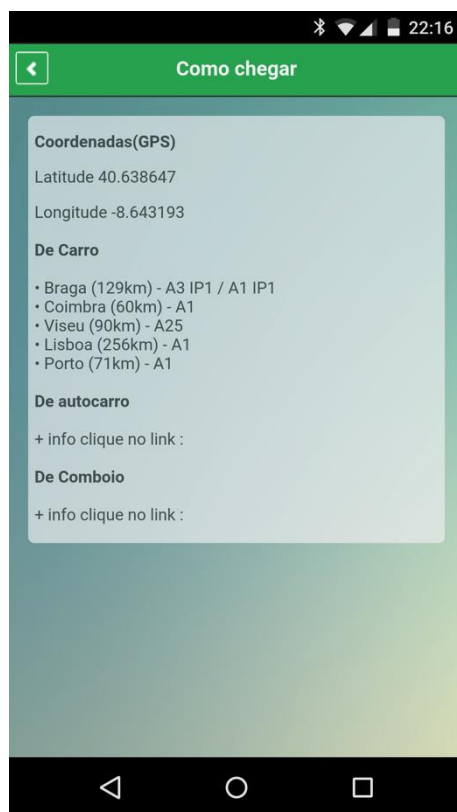 22:16
Como chegar
Coordenadas(GPS)
Latitude 40.638647
Longitude -8.643193
De Carro
• Braga (129km) - A3 IP1 / A1 IP1
• Coimbra (60km) - A1
• Viseu (90km) - A25
• Lisboa (256km) - A1
• Porto (71km) - A1
De autocarro
+ info clique no link :
De Comboio
+ info clique no link :